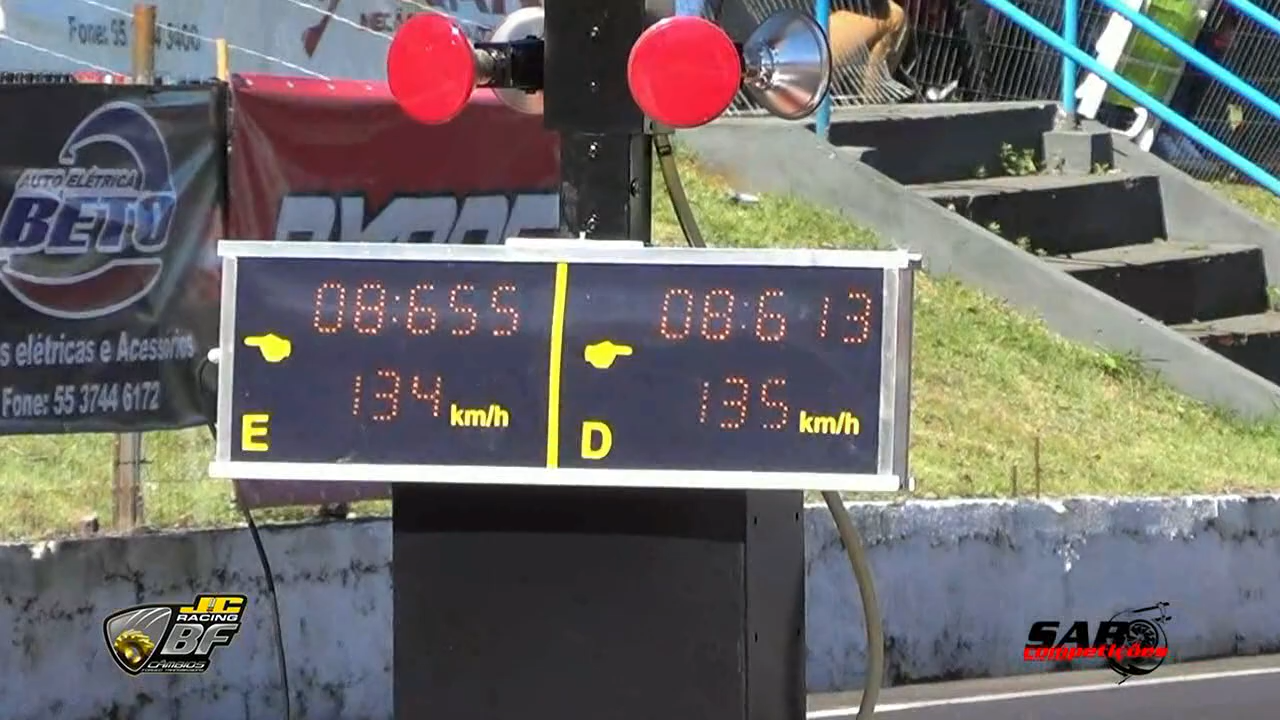 Fone: 55
AUTO ELÉTRICA
BETO
s elétricas e Acessórios
Fone: 55 3744 6172
08:655
134 km/h
E
08:613
135 km/h
D
JC
RACING
BF
CÂMBIOS
SARO
competições